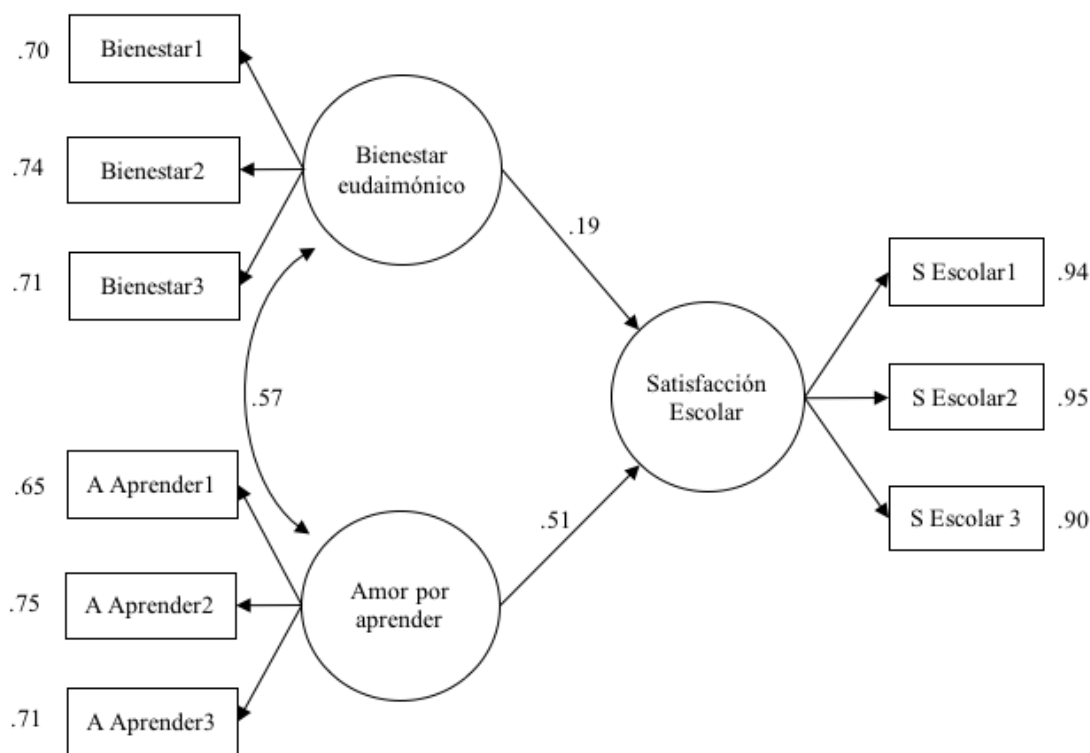 .70
Bienestar1
.74
Bienestar2
.71
Bienestar3
Bienestar
eudaimónico
.19
.57
.65
A Aprender1
.75
A Aprender2
.71
A Aprender3
Amor por
aprender
.51
Satisfacción
Escolar
S Escolar1
.94
S Escolar2
.95
S Escolar 3
.90